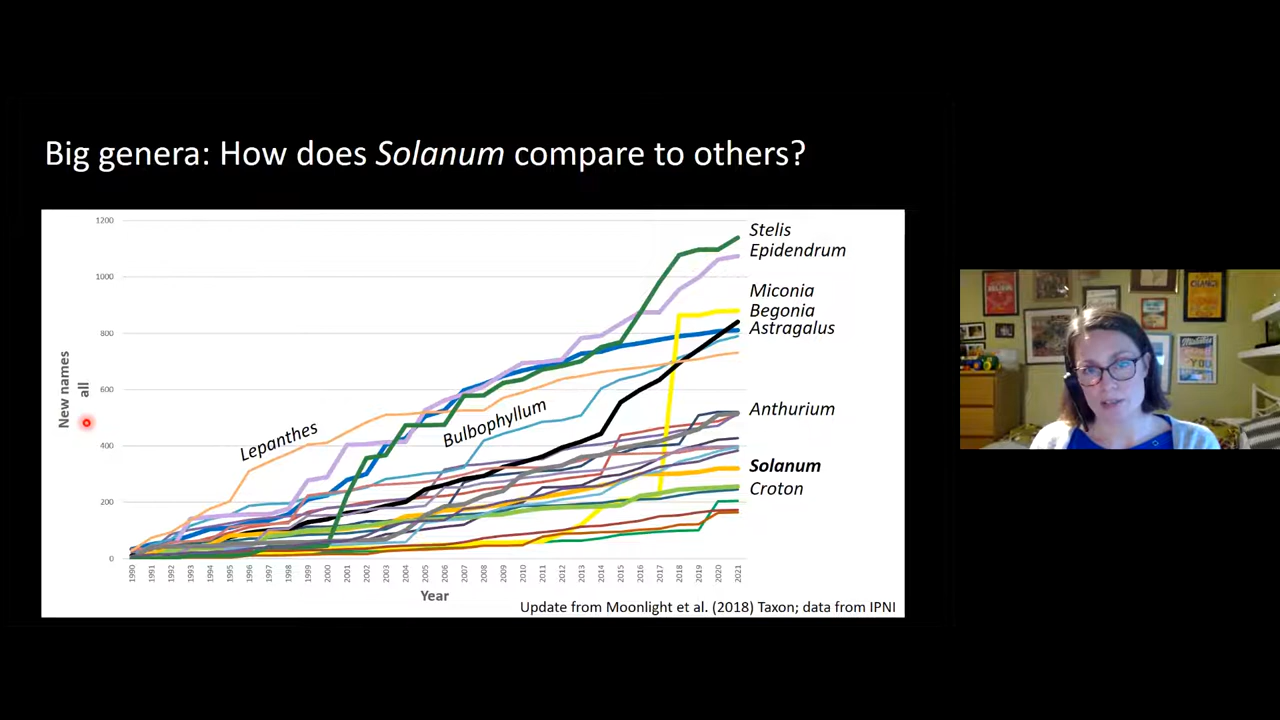 Big genera: How does Solanum compare to others?
1200
1000
800
600
400
200
0
New names
all
1990 1991 1992 1993 1994 1995 1996 1997 1998 1999 2000 2001 2002 2003 2004 2005 2006 2007 2008 2009 2010 2011 2012 2013 2014 2015 2016 2017 2018 2019 2020 2021
Year
Lepanthes
Bulbophyllum
Stelis
Epidendrum
Miconia
Begonia
Astragalus
Anthurium
Solanum
Croton
Update from Moonlight et al. (2018) Taxon; data from IPNI
CHANGE
YOU